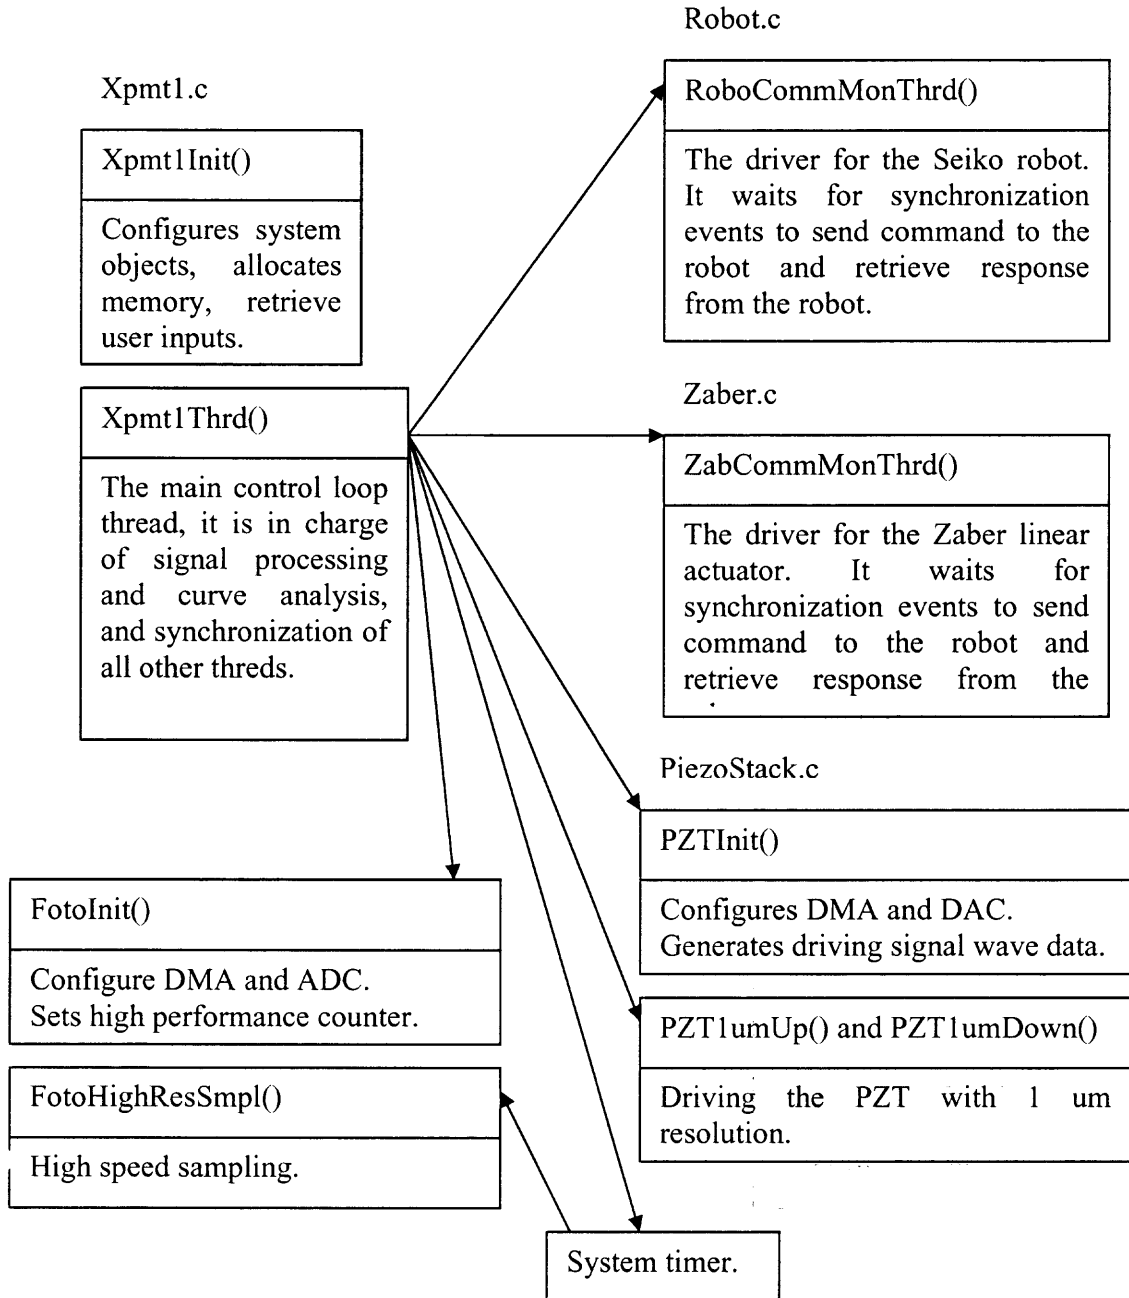 Xpmt1.c
Xpmt1Init()
Configures system
objects, allocates
memory, retrieve
user inputs.
Xpmt1Thrd()
The main control loop
thread, it is in charge
of signal processing
and curve analysis,
and synchronization of
all other threds.
Robot.c
RoboCommMonThrd()
The driver for the Seiko robot.
It waits for synchronization
events to send command to the
robot and retrieve response
from the robot.
Zaber.c
ZabCommMonThrd()
The driver for the Zaber linear
actuator. It waits for
synchronization events to send
command to the robot and
retrieve response from the
PiezoStack.c
PZTInit()
Configures DMA and DAC.
Generates driving signal wave data.
PZT1umUp() and PZT1umDown()
Driving the PZT with 1 um
resolution.
FotoInit()
Configure DMA and ADC.
Sets high performance counter.
FotoHighResSmpl()
High speed sampling.
System timer.